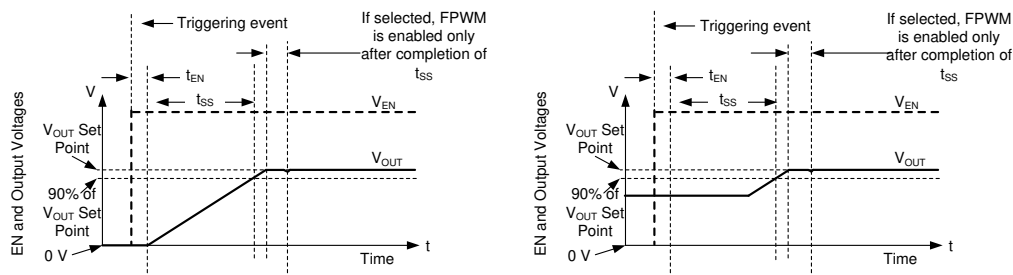 Triggering event
If selected, FPWM
is enabled only
after completion of
tSS
tEN
tSS
V
VEN
EN and Output Voltages
VOUT Set
Point
VOUT
90% of
VOUT Set
Point
0 V
t
Time
Triggering event
If selected, FPWM
is enabled only
after completion of
tSS
tEN
tSS
V
VEN
EN and Output Voltages
VOUT Set
Point
VOUT
90% of
VOUT Set
Point
0 V
t
Time